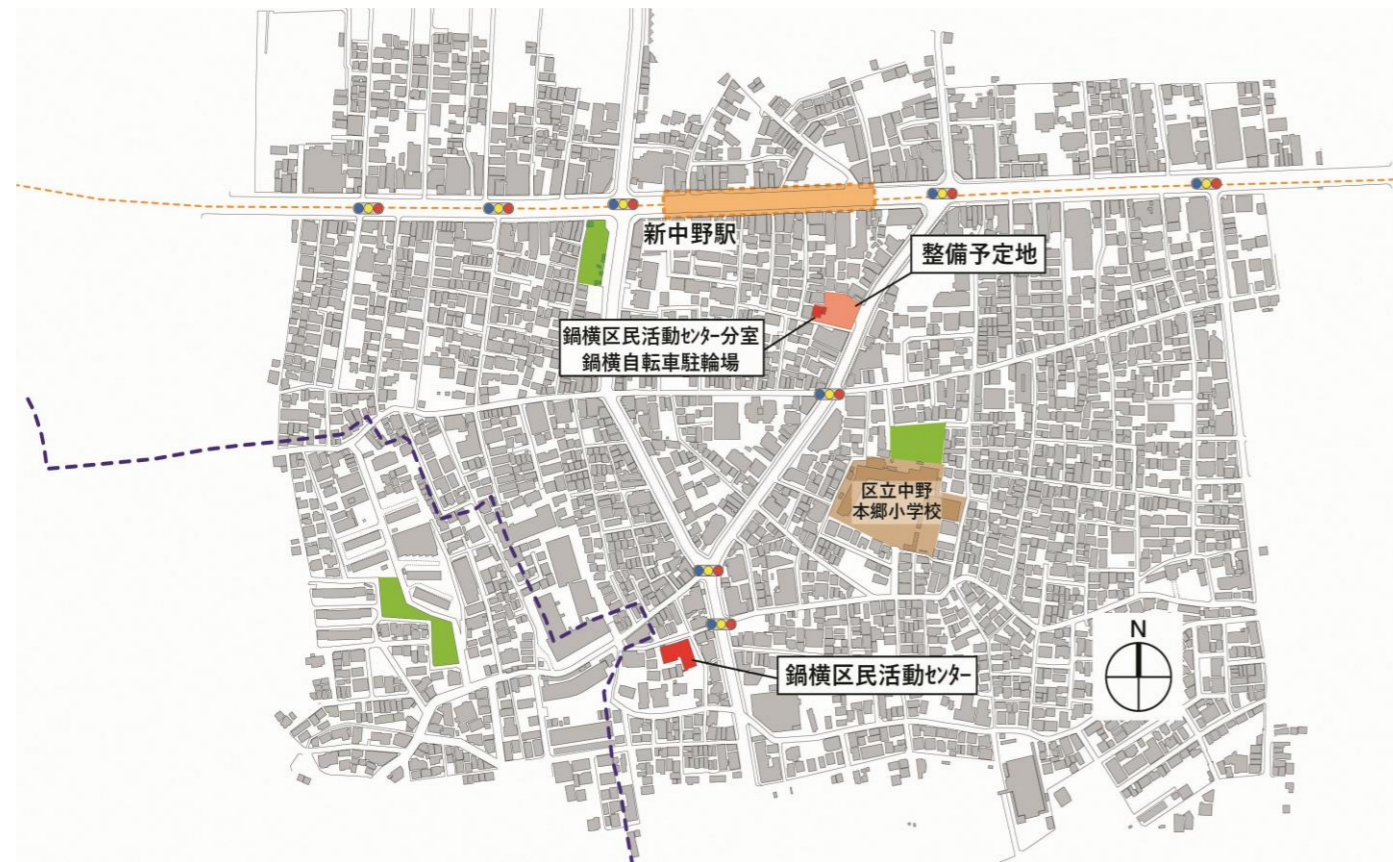 新中野駅
整備予定地
鍋横区民活動ｾﾝﾀｰ分室
鍋横自転車駐輪場
区立中野
本郷小学校
N
鍋横区民活動ｾﾝﾀｰ